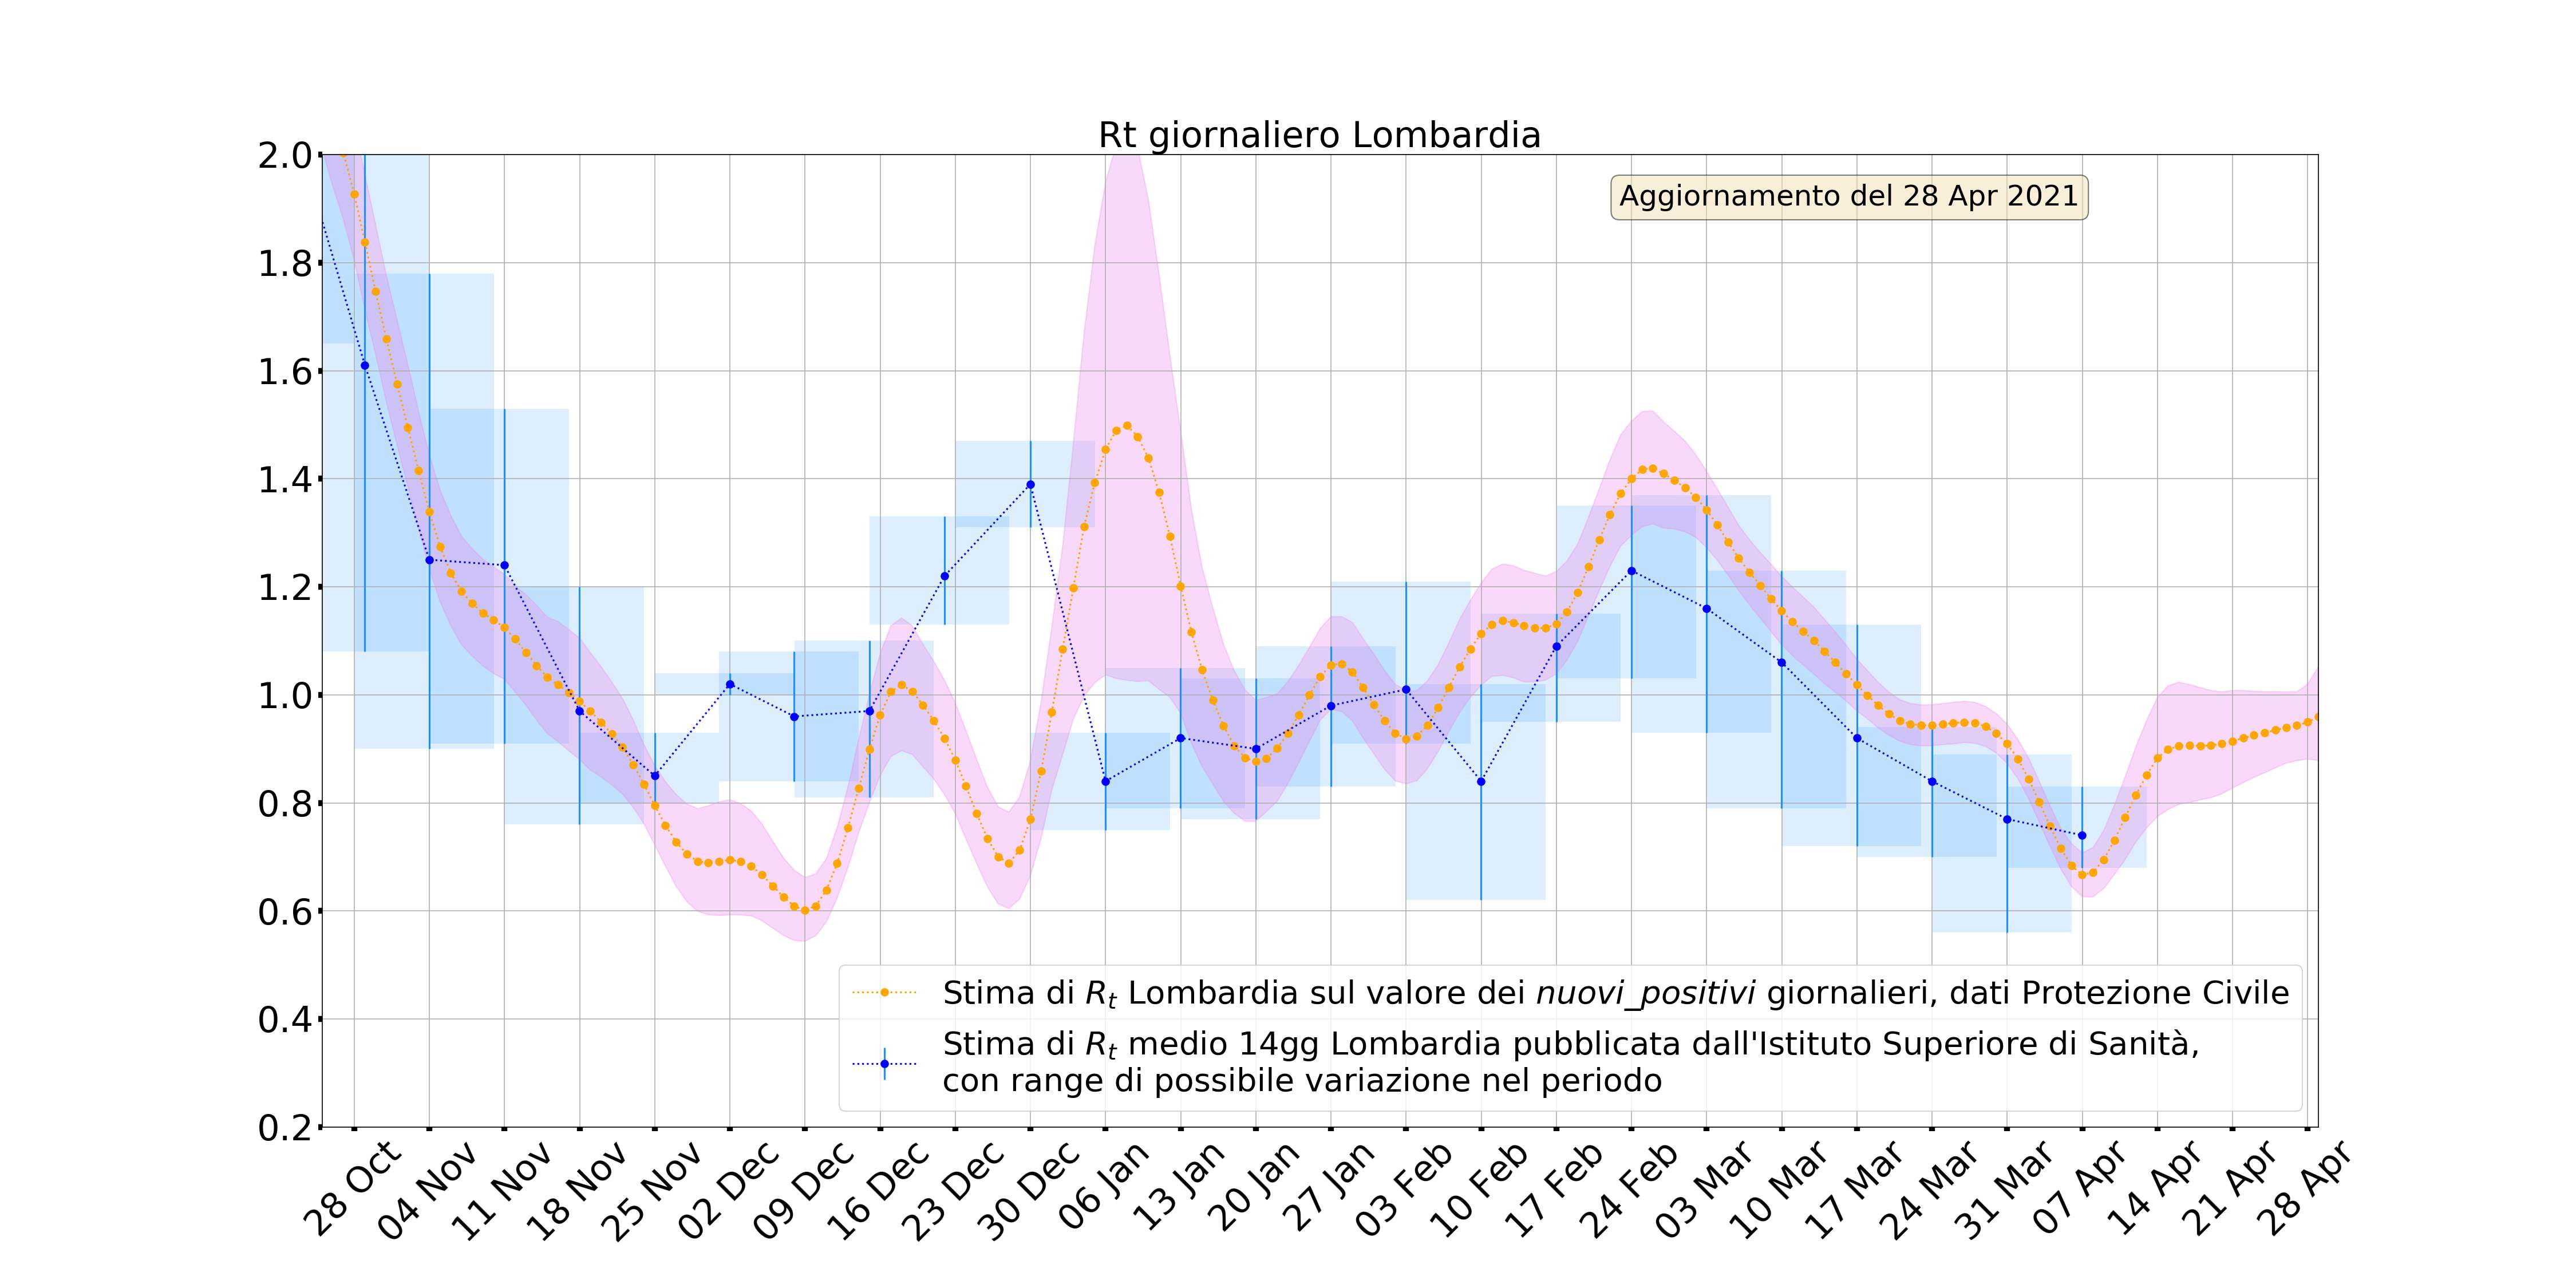 Rt giornaliero Lombardia
Aggiornamento del 28 Apr 2021
2.0
1.8
1.6
1.4
1.2
1.0
0.8
0.6
0.4
0.2
Stima di Rt Lombardia sul valore dei nuovi_positivi giornalieri, dati Protezione Civile
Stima di Rt medio 14gg Lombardia pubblicata dall'Istituto Superiore di Sanità,
con range di possibile variazione nel periodo
28 Oct
04 Nov
11 Nov
18 Nov
25 Nov
02 Dec
09 Dec
16 Dec
23 Dec
30 Dec
06 Jan
13 Jan
20 Jan
27 Jan
03 Feb
10 Feb
17 Feb
24 Feb
03 Mar
10 Mar
17 Mar
24 Mar
31 Mar
07 Apr
14 Apr
21 Apr
28 Apr